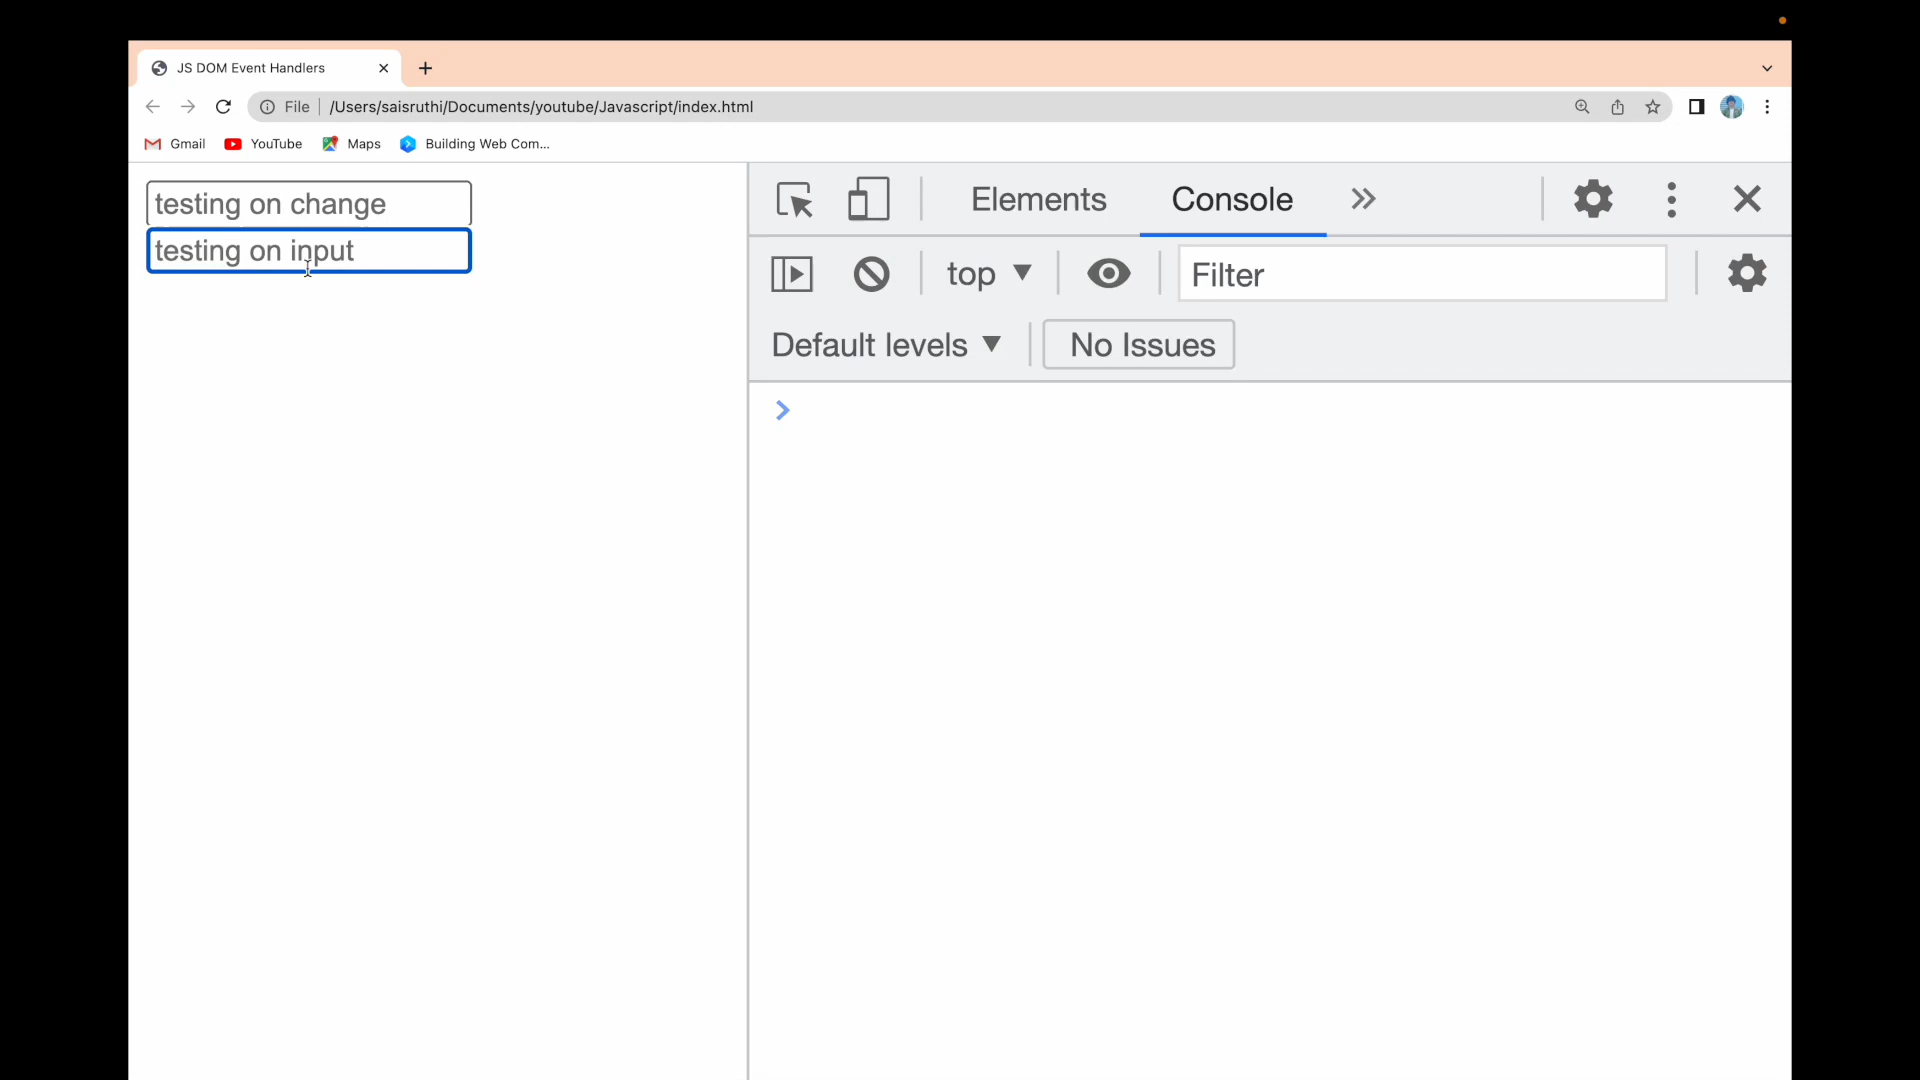 JS DOM Event Handlers
File /Users/saisruthi/Documents/youtube/Javascript/index.html
Gmail YouTube Maps Building Web Com...
testing on change
testing on input
Elements Console
top Filter
Default levels No Issues